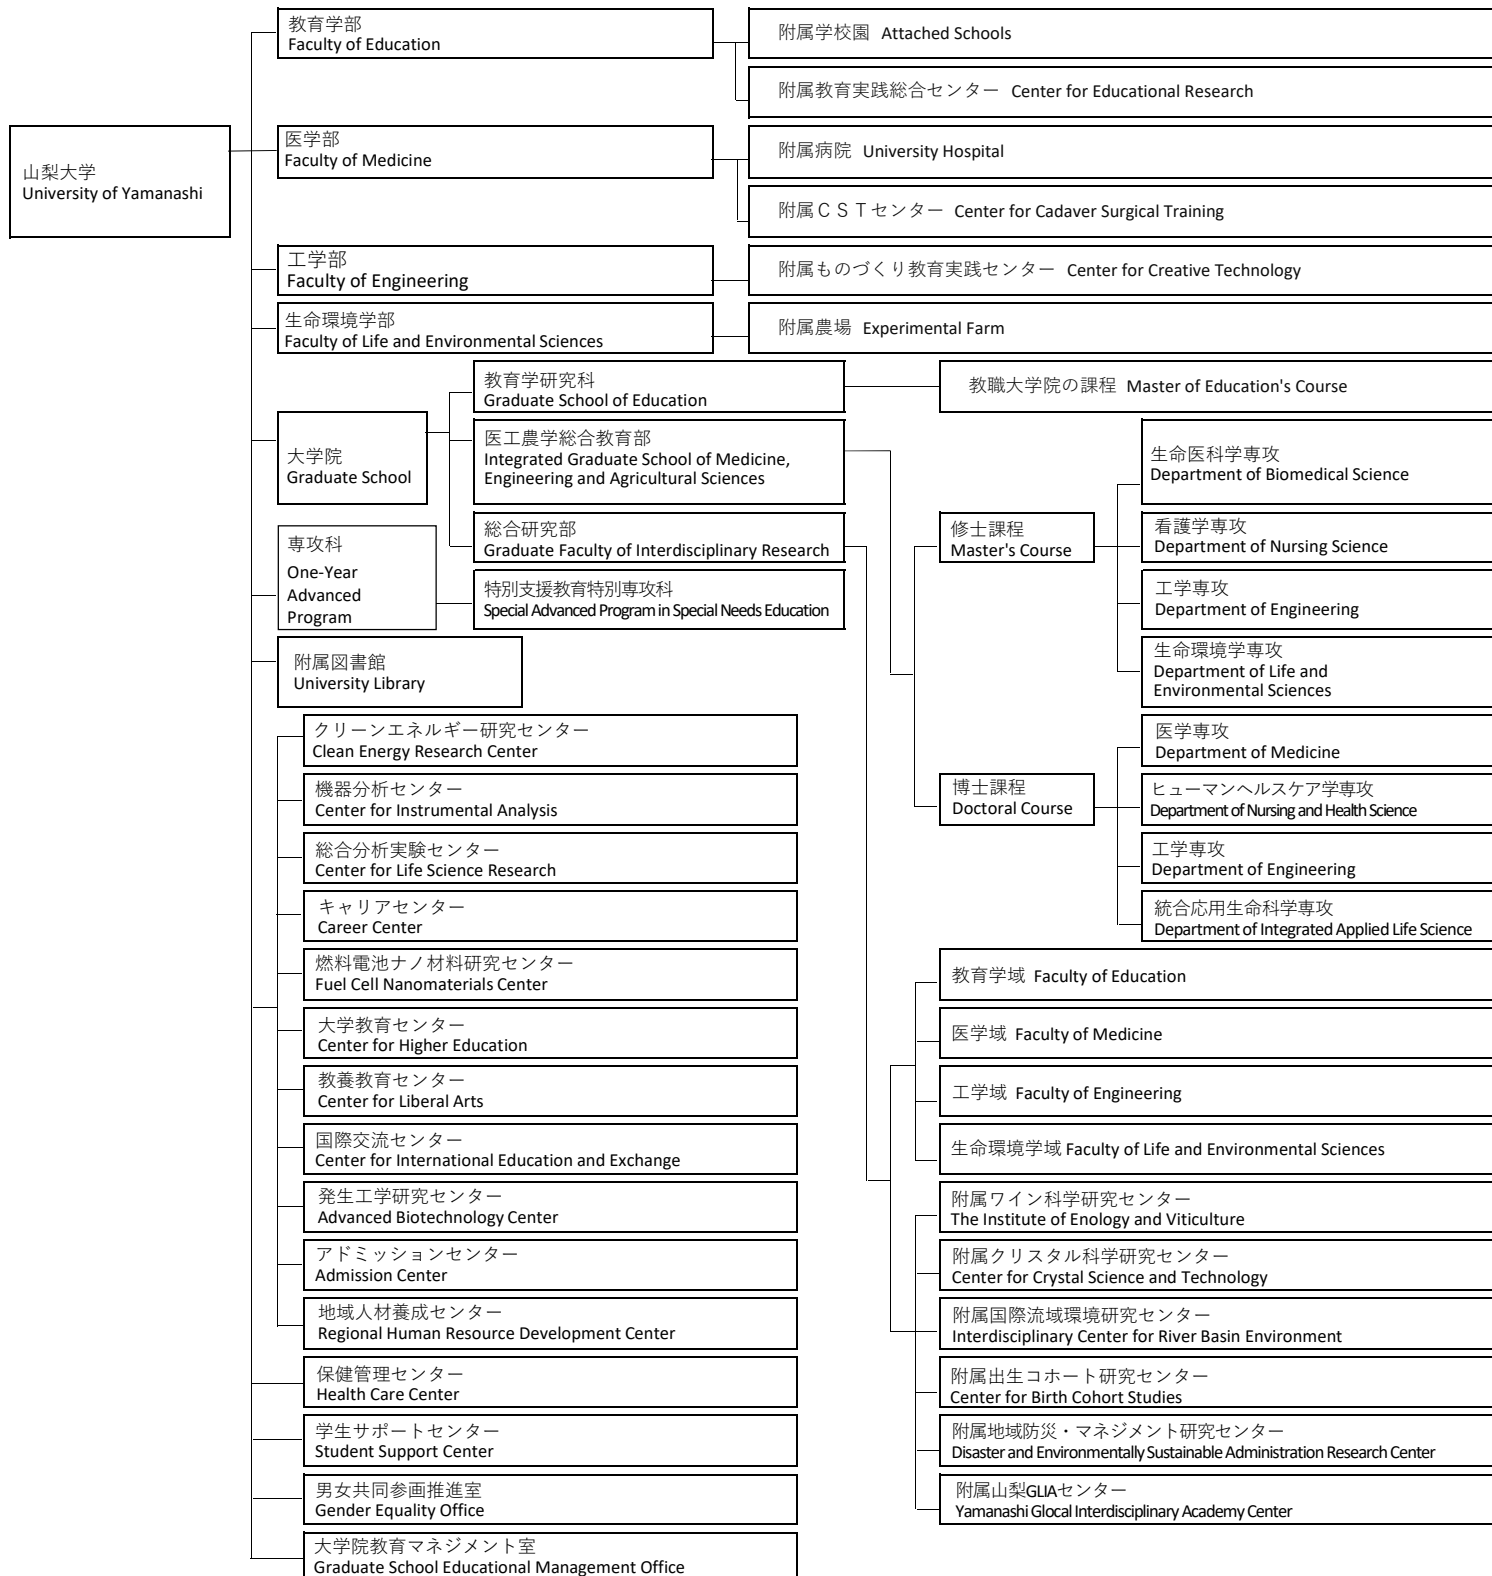 山梨大学
University of Yamanashi
教育学部
Faculty of Education
附属学校園 Attached Schools
附属教育実践総合センター Center for Educational Research
医学部
Faculty of Medicine
附属病院 University Hospital
附属ＣＳＴセンター Center for Cadaver Surgical Training
工学部
Faculty of Engineering
附属ものづくり教育実践センター Center for Creative Technology
生命環境学部
Faculty of Life and Environmental Sciences
附属農場 Experimental Farm
大学院
Graduate School
教育学研究科
Graduate School of Education
教職大学院の課程 Master of Education's Course
医工農学総合教育部
Integrated Graduate School of Medicine,
Engineering and Agricultural Sciences
修士課程
Master's Course
生命医科学専攻
Department of Biomedical Science
看護学専攻
Department of Nursing Science
工学専攻
Department of Engineering
生命環境学専攻
Department of Life and
Environmental Sciences
博士課程
Doctoral Course
医学専攻
Department of Medicine
ヒューマンヘルスケア学専攻
Department of Nursing and Health Science
工学専攻
Department of Engineering
統合応用生命科学専攻
Department of Integrated Applied Life Science
総合研究部
Graduate Faculty of Interdisciplinary Research
教育学域 Faculty of Education
医学域 Faculty of Medicine
工学域 Faculty of Engineering
生命環境学域 Faculty of Life and Environmental Sciences
附属ワイン科学研究センター
The Institute of Enology and Viticulture
附属クリスタル科学研究センター
Center for Crystal Science and Technology
附属国際流域環境研究センター
Interdisciplinary Center for River Basin Environment
附属出生コホート研究センター
Center for Birth Cohort Studies
附属地域防災・マネジメント研究センター
Disaster and Environmentally Sustainable Administration Research Center
附属山梨GLIAセンター
Yamanashi Glocal Interdisciplinary Academy Center
専攻科
One-Year
Advanced
Program
特別支援教育特別専攻科
Special Advanced Program in Special Needs Education
附属図書館
University Library
クリーンエネルギー研究センター
Clean Energy Research Center
機器分析センター
Center for Instrumental Analysis
総合分析実験センター
Center for Life Science Research
キャリアセンター
Career Center
燃料電池ナノ材料研究センター
Fuel Cell Nanomaterials Center
大学教育センター
Center for Higher Education
教養教育センター
Center for Liberal Arts
国際交流センター
Center for International Education and Exchange
発生工学研究センター
Advanced Biotechnology Center
アドミッションセンター
Admission Center
地域人材養成センター
Regional Human Resource Development Center
保健管理センター
Health Care Center
学生サポートセンター
Student Support Center
男女共同参画推進室
Gender Equality Office
大学院教育マネジメント室
Graduate School Educational Management Office